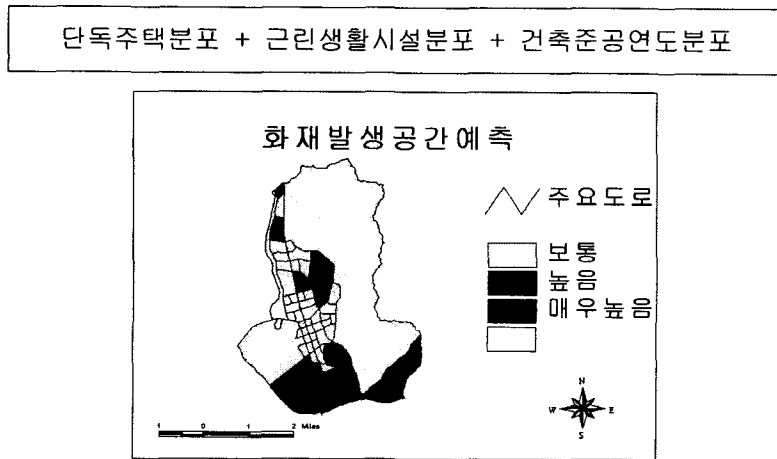 단독주택분포 + 근린생활시설분포 + 건축준공연도분포
화재발생공간예측
주요도로
보통
높음
매우높음
N
W E
S
1 0 1 2 Miles